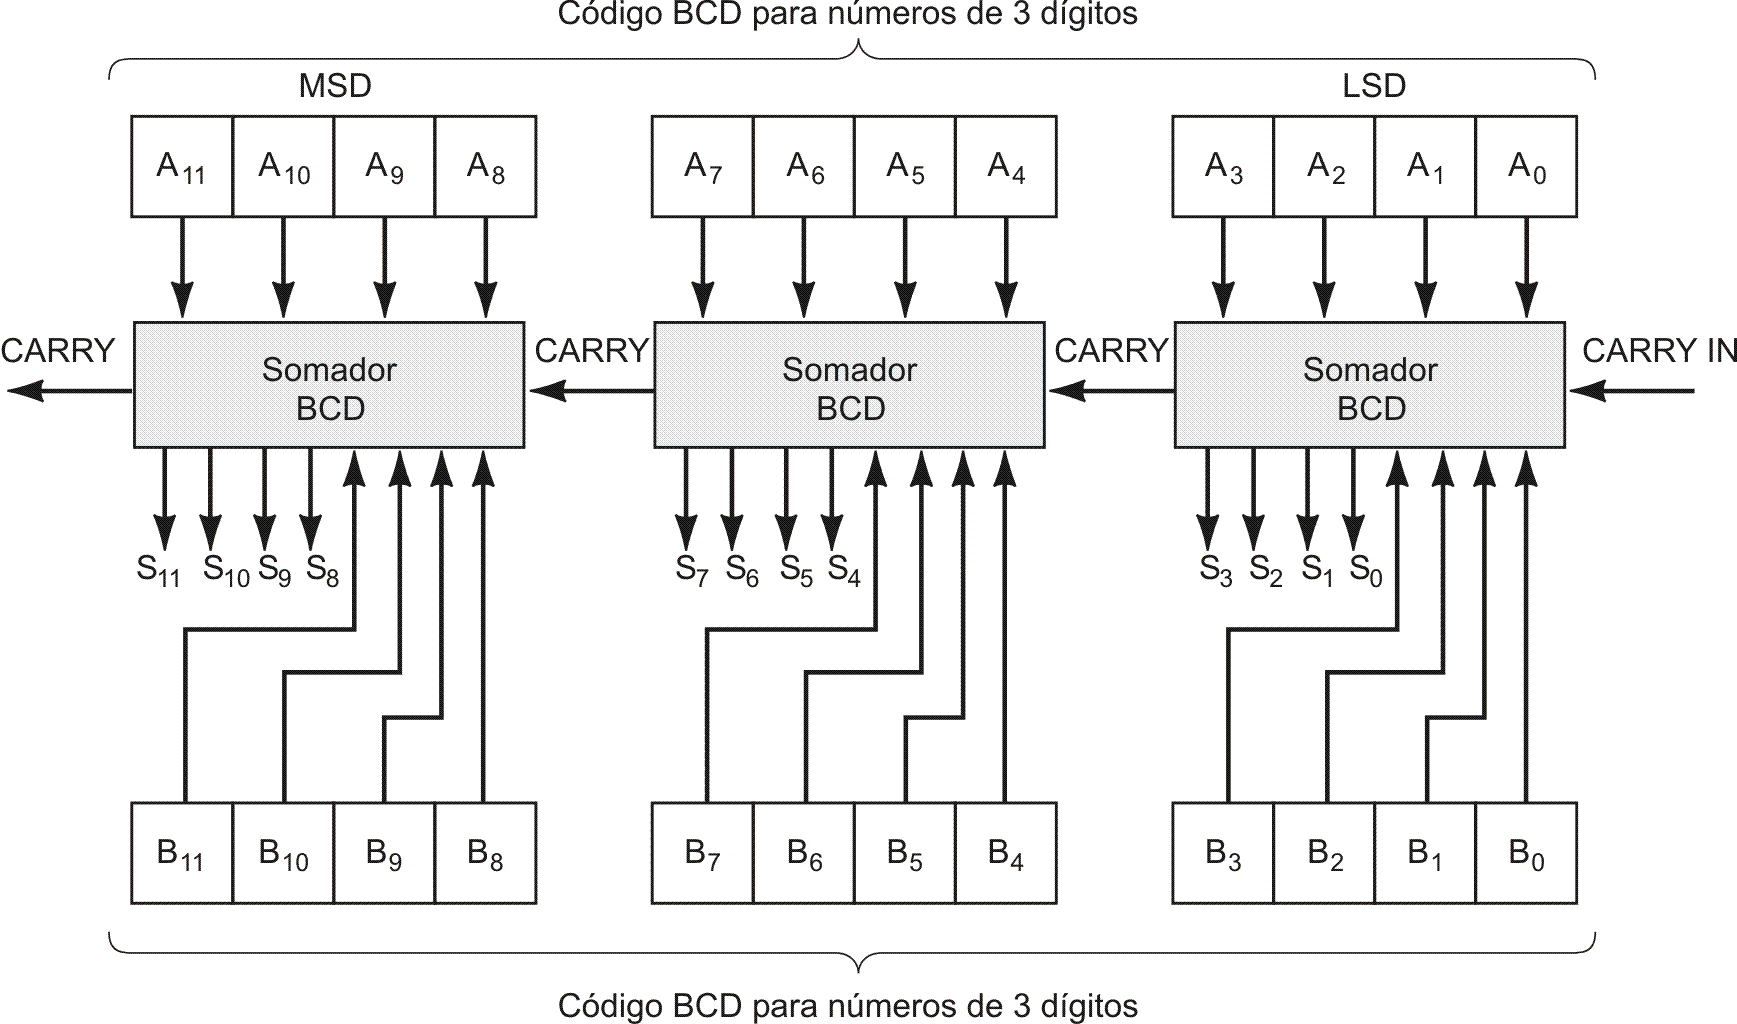 Código BCD para números de 3 dígitos
MSD LSD
A11 A10 A9 A8 A7 A6 A5 A4 A3 A2 A1 A0
CARRY CARRY CARRY CARRY IN
Somador Somador Somador
BCD BCD BCD
S11 S10 S9 S8 S7 S6 S5 S4 S3 S2 S1 S0
B11 B10 B9 B8 B7 B6 B5 B4 B3 B2 B1 B0
Código BCD para números de 3 dígitos